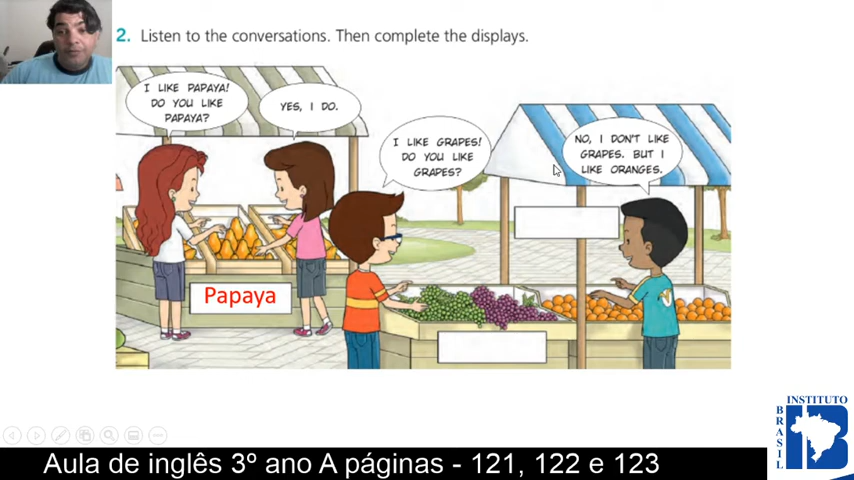 2. Listen to the conversations. Then complete the displays.
I LIKE PAPAYA!
DO YOU LIKE
PAPAYA?
YES, I DO.
I LIKE GRAPES!
DO YOU LIKE
GRAPES?
NO, I DON'T LIKE
GRAPES. BUT I
LIKE ORANGES.
Papaya
INSTITUTO
BRASIL
IB
Aula de inglês 3º ano A páginas - 121, 122 e 123